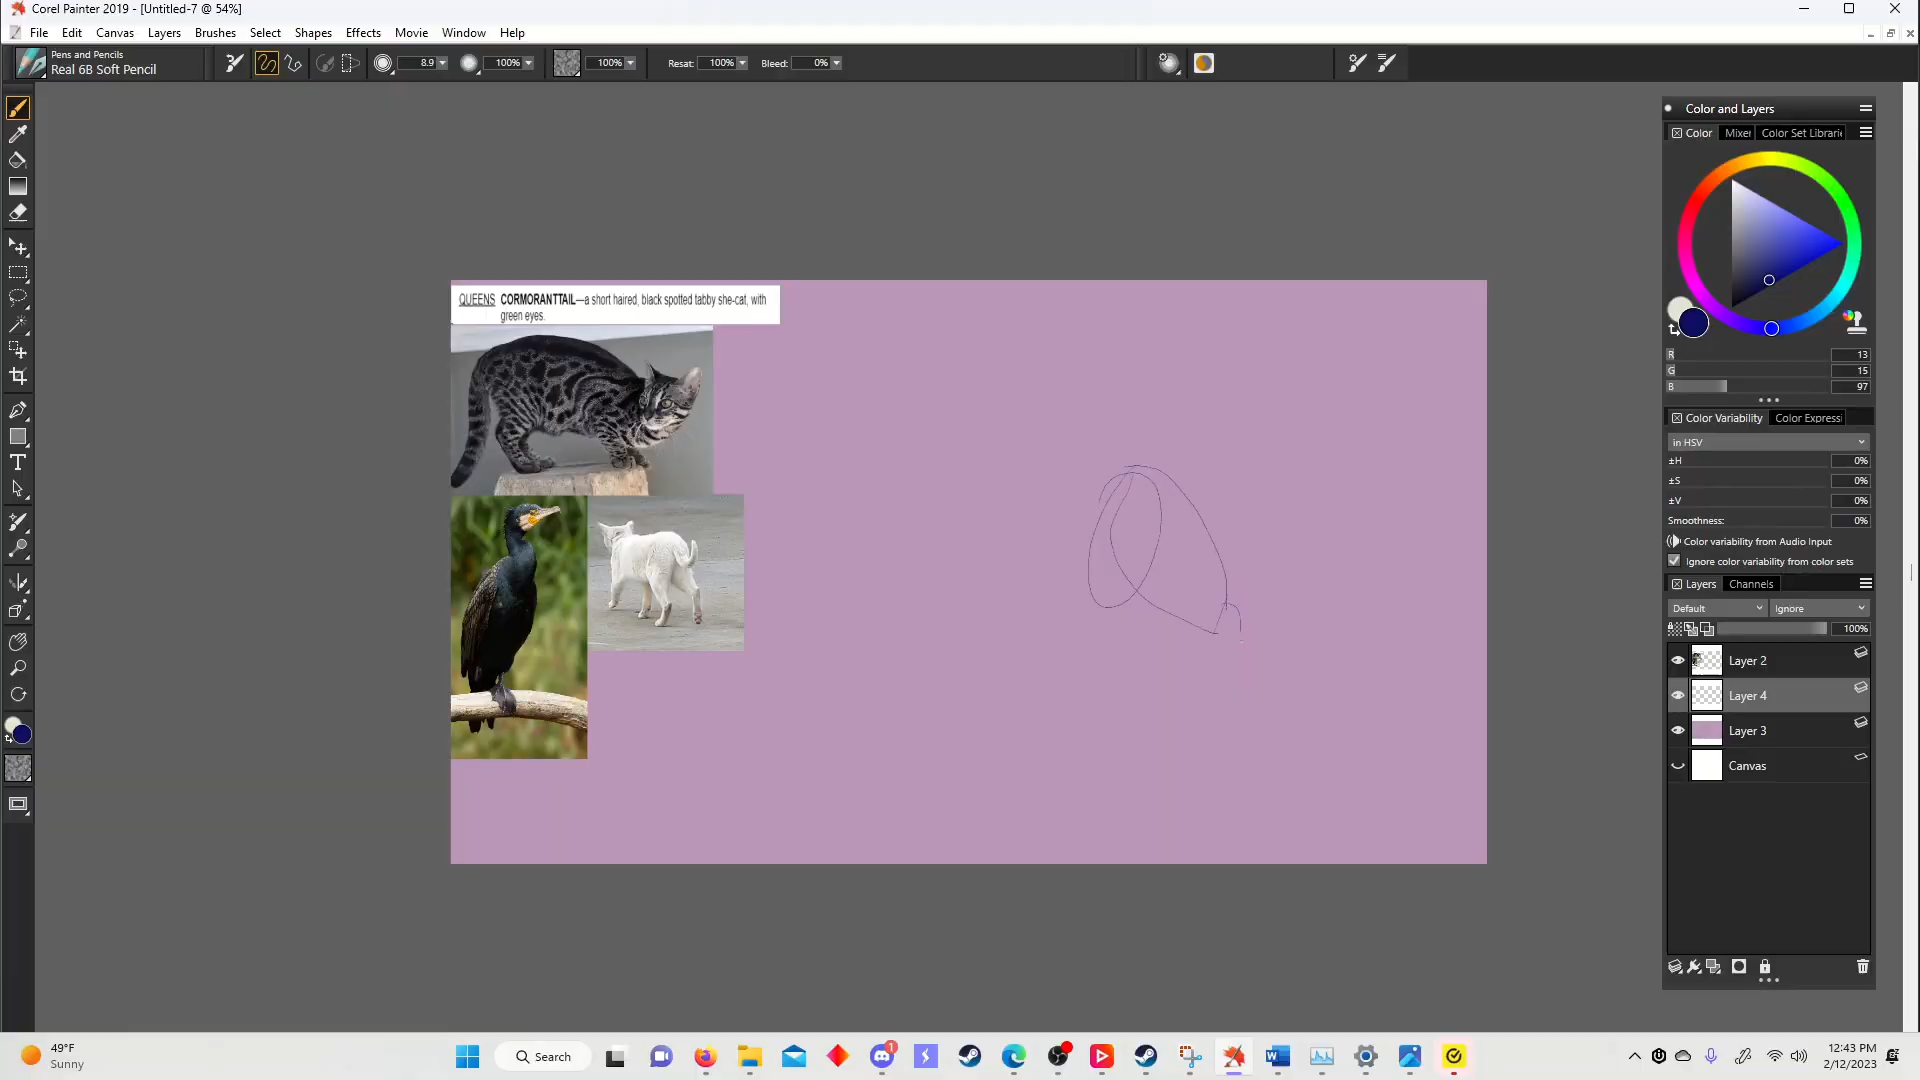 Corel Painter 2019 - [Untitled-7 @ 54%]
File Edit Canvas Layers Brushes Select Shapes Effects Movie Window Help
Pens and Pencils
Real 6B Soft Pencil
8.9 100% 100% Resat: 100% Bleed: 0%
Color and Layers
Color Mixer Color Set Librarie
R 13
G 15
B 97
Color Variability Color Expressi
in HSV
±H 0%
±S 0%
±V 0%
Smoothness: 0%
Color variability from Audio Input
Ignore color variability from color sets
Layers Channels
Default Ignore
100%
Layer 2
Layer 4
Layer 3
Canvas
QUEENS CORMORANTTAIL—a short haired, black spotted tabby she-cat, with
green eyes.
49°F
Sunny
Search
1
12:43 PM
2/12/2023